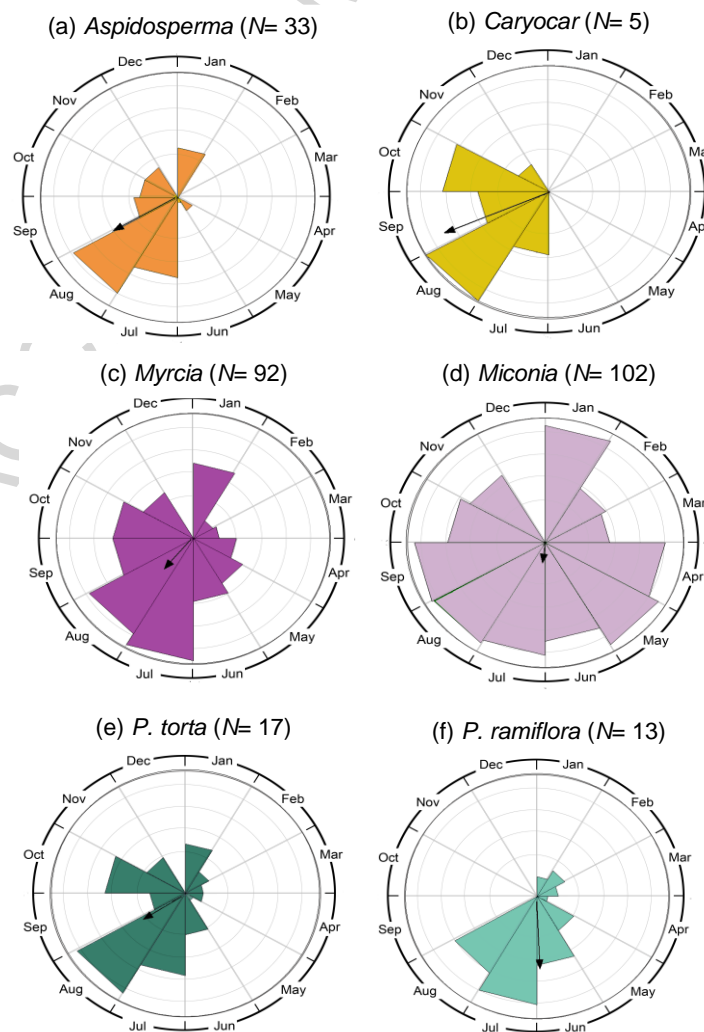 (a) Aspidosperma (N= 33)
(b) Caryocar (N= 5)
Dec Jan
Nov Feb
Oct Mar
Sep Apr
Aug May
Jul Jun
Dec Jan
Nov Feb
Oct Mar
Sep Apr
Aug May
Jul Jun
(c) Myrcia (N= 92)
(d) Miconia (N= 102)
Dec Jan
Nov Feb
Oct Mar
Sep Apr
Aug May
Jul Jun
Dec Jan
Nov Feb
Oct Mar
Sep Apr
Aug May
Jul Jun
(e) P. torta (N= 17)
(f) P. ramiflora (N= 13)
Dec Jan
Nov Feb
Oct Mar
Sep Apr
Aug May
Jul Jun
Dec Jan
Nov Feb
Oct Mar
Sep Apr
Aug May
Jul Jun